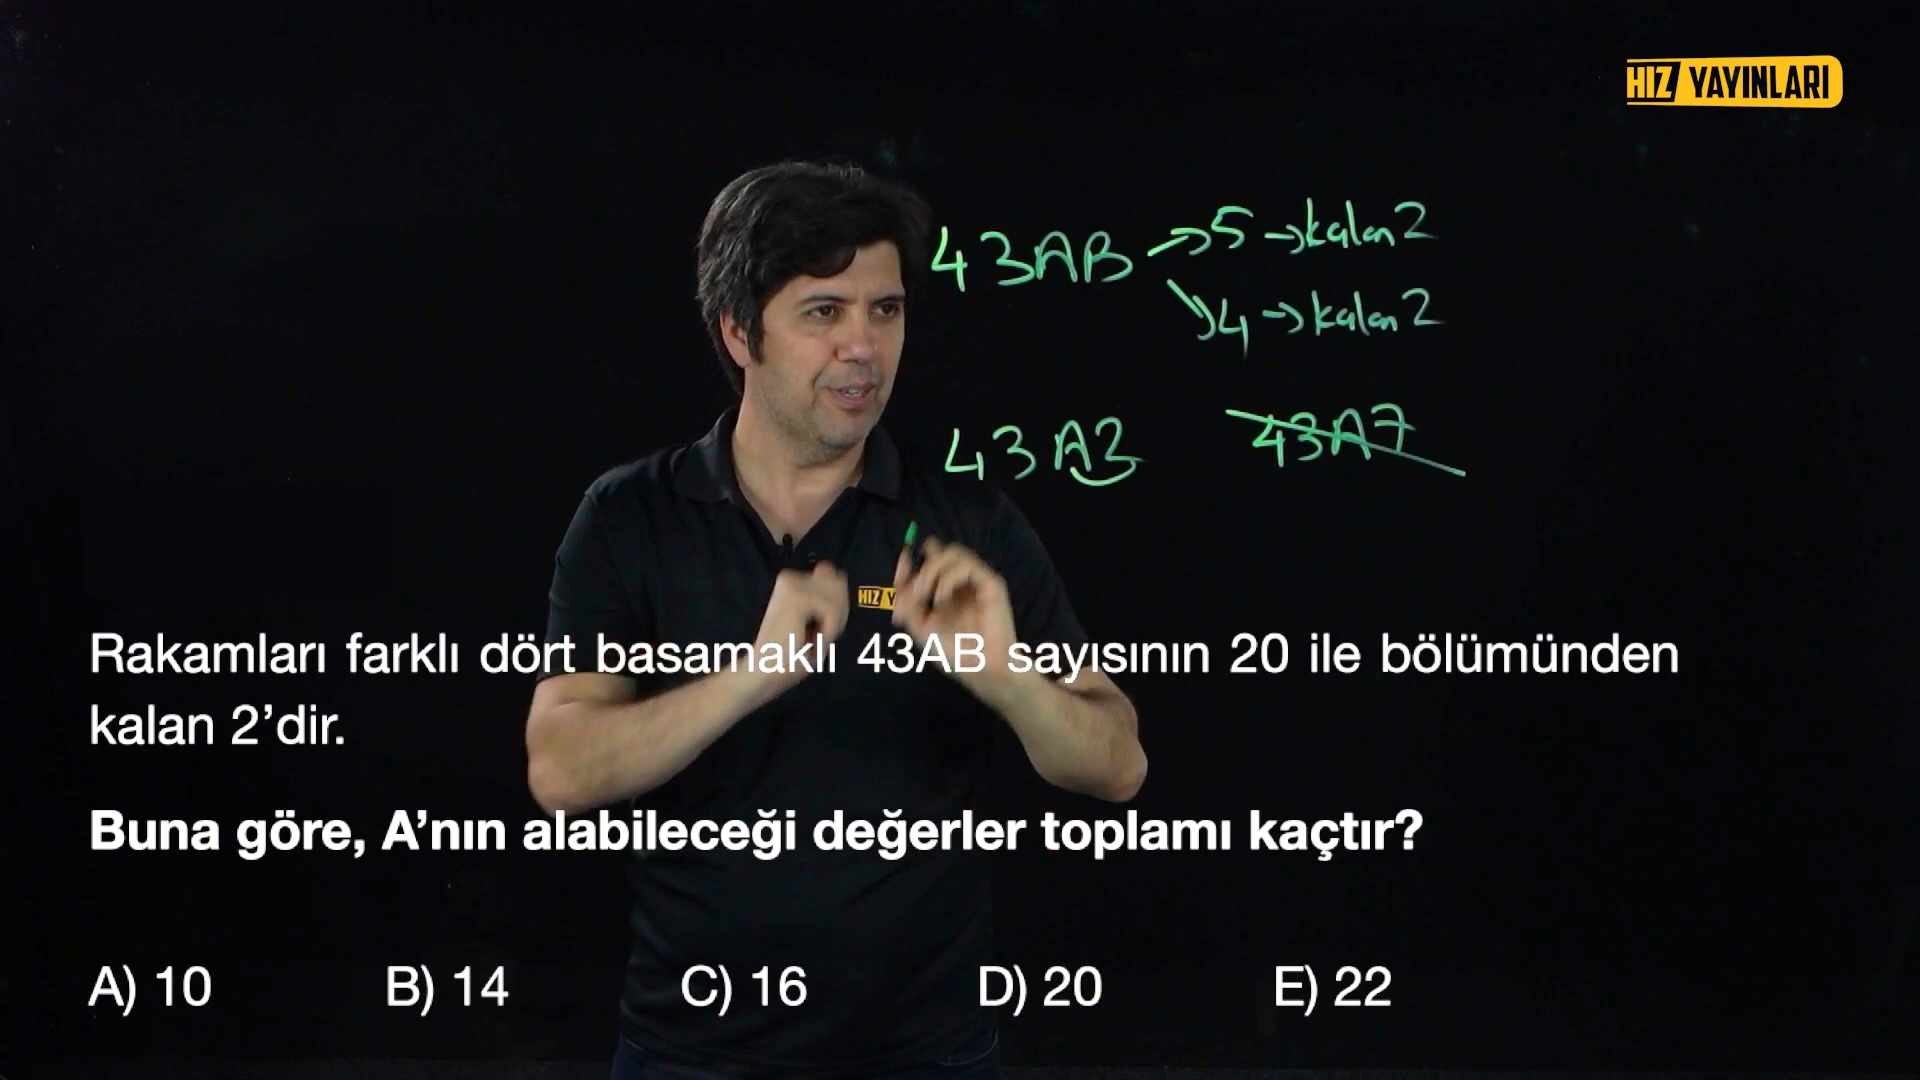 HIZ YAYINLARI
43AB → 5 → kalan 2
→ 4 → kalan 2
43A2 43A7
HIZ Y
Rakamları farklı dört basamaklı 43AB sayısının 20 ile bölümünden
kalan 2’dir.
Buna göre, A’nın alabileceği değerler toplamı kaçtır?
A) 10 B) 14 C) 16 D) 20 E) 22